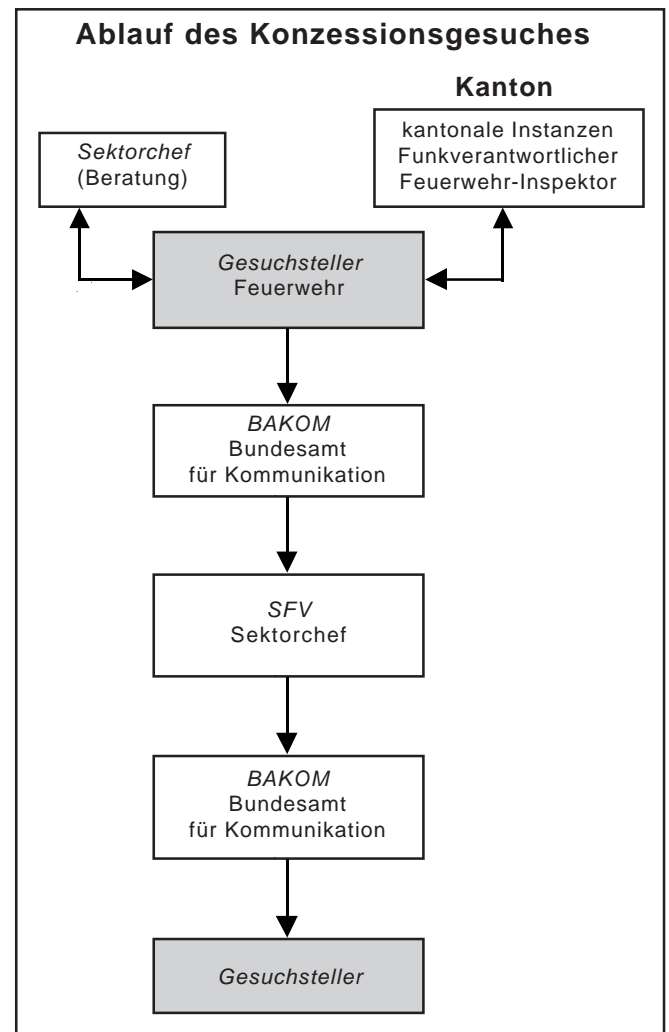 Ablauf des Konzessionsgesuches
Kanton
Sektorchef
(Beratung)
kantonale Instanzen
Funkverantwortlicher
Feuerwehr-Inspektor
Gesuchsteller
Feuerwehr
BAKOM
Bundesamt
für Kommunikation
SFV
Sektorchef
BAKOM
Bundesamt
für Kommunikation
Gesuchsteller